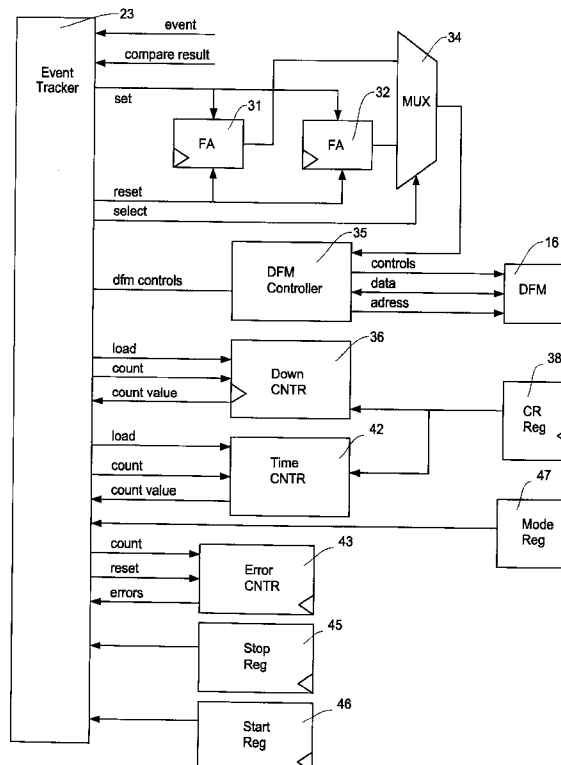 23
event
compare result
Event
Tracker
34
set
31
32
MUX
FA
FA
reset
select
35
16
controls
DFM
Controller
data
DFM
dfm controls
adress
load
36
38
count
Down
CNTR
count value
CR
Reg
load
42
count
Time
CNTR
47
count value
Mode
Reg
count
43
reset
Error
CNTR
errors
45
Stop
Reg
46
Start
Reg